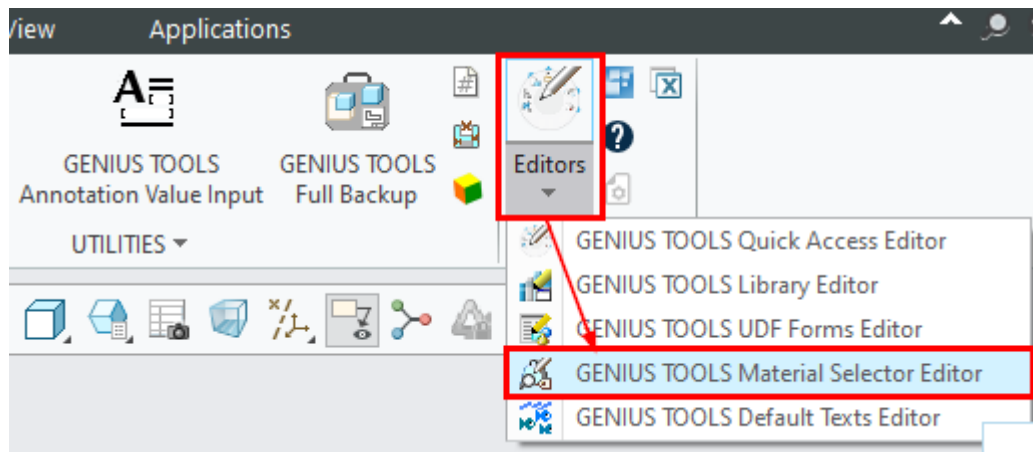 View Applications
GENIUS TOOLS
Annotation Value Input
GENIUS TOOLS
Full Backup
Editors
UTILITIES
GENIUS TOOLS Quick Access Editor
GENIUS TOOLS Library Editor
GENIUS TOOLS UDF Forms Editor
GENIUS TOOLS Material Selector Editor
GENIUS TOOLS Default Texts Editor